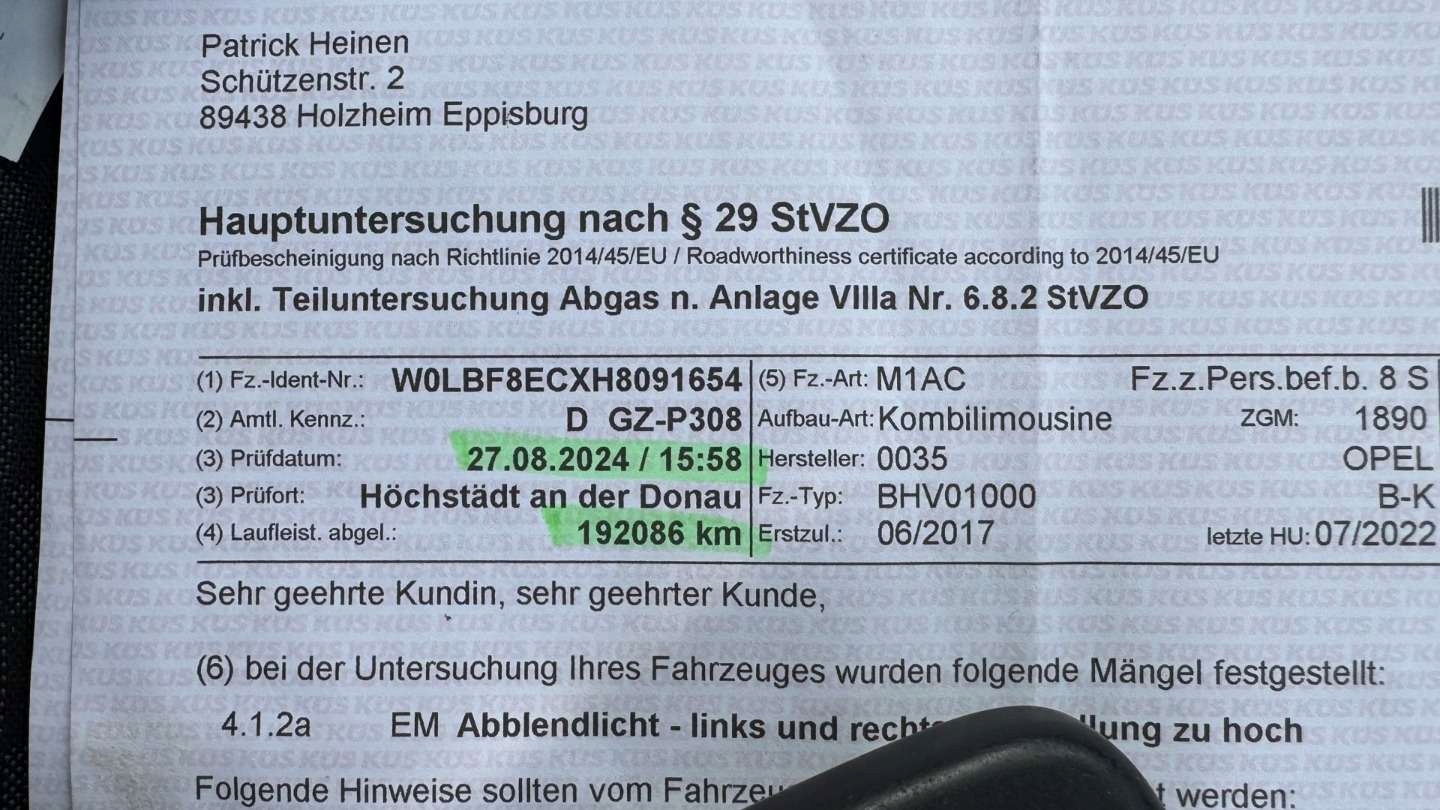 Patrick Heinen
Schützenstr. 2
89438 Holzheim Eppisburg
Hauptuntersuchung nach § 29 StVZO
Prüfbescheinigung nach Richtlinie 2014/45/EU / Roadworthiness certificate according to 2014/45/EU
inkl. Teiluntersuchung Abgas n. Anlage VIIIa Nr. 6.8.2 StVZO
(1) Fz.-Ident-Nr.: W0LBF8ECXH8091654 (5) Fz.-Art: M1AC Fz.z.Pers.bef.b. 8 S
(2) Amtl. Kennz.: D GZ-P308 Aufbau-Art: Kombilimousine ZGM: 1890
(3) Prüfdatum: 27.08.2024 / 15:58 Hersteller: 0035 OPEL
(3) Prüfort: Höchstädt an der Donau Fz.-Typ: BHV01000 B-K
(4) Laufleist. abgel.: 192086 km Erstzul.: 06/2017 letzte HU: 07/2022
Sehr geehrte Kundin, sehr geehrter Kunde,
(6) bei der Untersuchung Ihres Fahrzeuges wurden folgende Mängel festgestellt:
4.1.2a EM Abblendlicht - links und rechts zu hoch
Folgende Hinweise sollten vom werden: